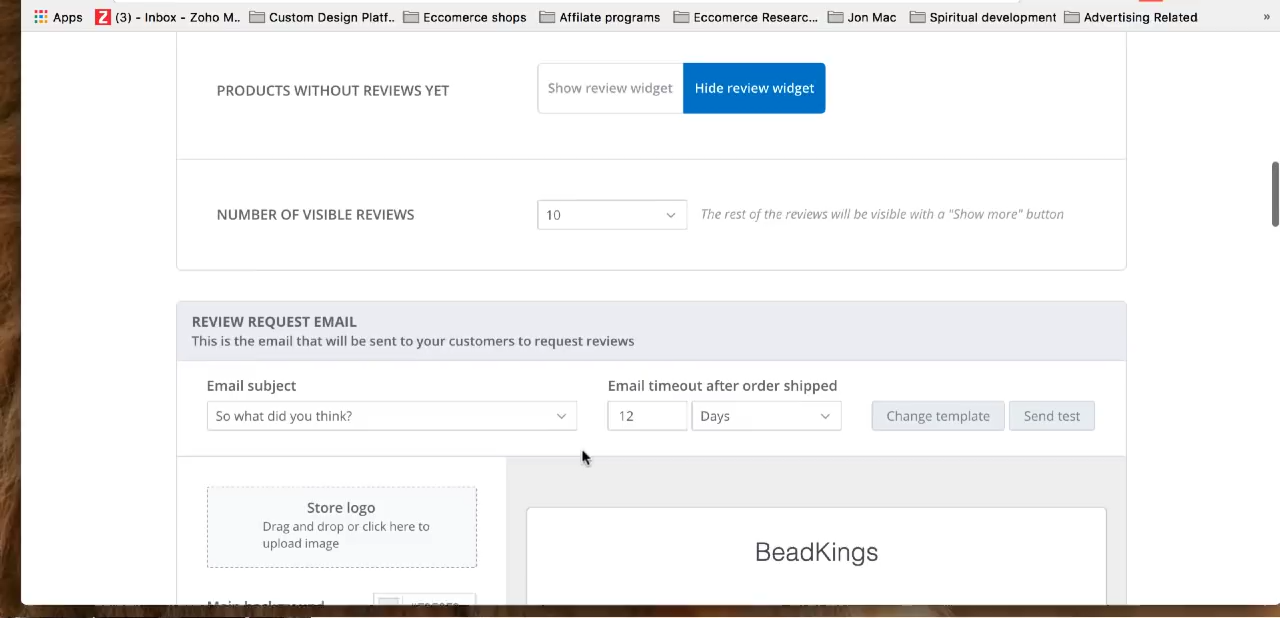 Apps Z (3) - Inbox - Zoho M... Custom Design Platf... Eccomerce shops Affilate programs Eccomerce Researc... Jon Mac Spiritual development Advertising Related »
PRODUCTS WITHOUT REVIEWS YET Show review widget Hide review widget
NUMBER OF VISIBLE REVIEWS 10 The rest of the reviews will be visible with a "Show more" button
REVIEW REQUEST EMAIL
This is the email that will be sent to your customers to request reviews
Email subject Email timeout after order shipped
So what did you think? 12 Days Change template Send test
Store logo
Drag and drop or click here to
upload image
BeadKings
Main background